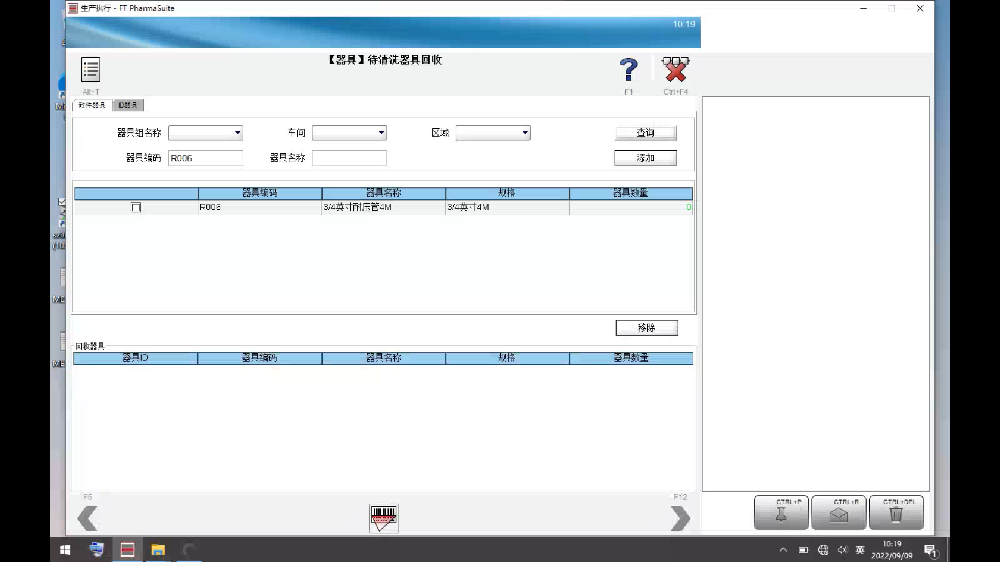 生产执行 - FT PharmaSuite
10:19
【器具】待清洗器具回收
Alt+T
F1
Ctrl+F4
散件器具
ID器具
器具组名称
车间
区域
查询
器具编码
R006
器具名称
添加
器具编码
器具名称
规格
器具数量
R006
3/4英寸耐压管4M
3/4英寸4M
0
移除
回收器具
器具ID
器具编码
器具名称
规格
器具数量
F5
F12
CTRL+P
CTRL+R
CTRL+DEL
szit
(10.
ME
ME
英
10:19
2022/09/09
1